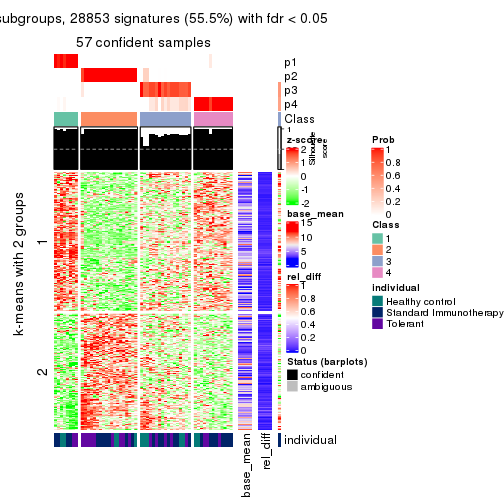 subgroups, 28853 signatures (55.5%) with fdr < 0.05
57 confident samples
p1
p2
p3
p4
Class
1
Silhouette
score
k-means with 2 groups
1
2
individual
base_mean
rel_diff
z-score
2
1
0
-1
-2
base_mean
15
10
5
0
rel_diff
1
0.8
0.6
0.4
0.2
0
Status (barplots)
confident
ambiguous
Prob
1
0.8
0.6
0.4
0.2
0
Class
1
2
3
4
individual
Healthy control
Standard Immunotherapy
Tolerant